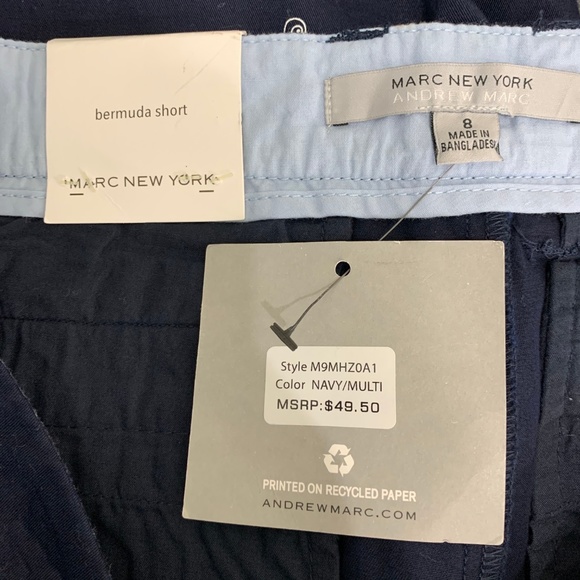 bermuda short
MARC NEW YORK
MARC NEW YORK
ANDREW MARC
8
MADE IN
BANGLADESH
Style M9MHZ0A1
Color NAVY/MULTI
MSRP:$49.50
PRINTED ON RECYCLED PAPER
ANDREWMARC.COM